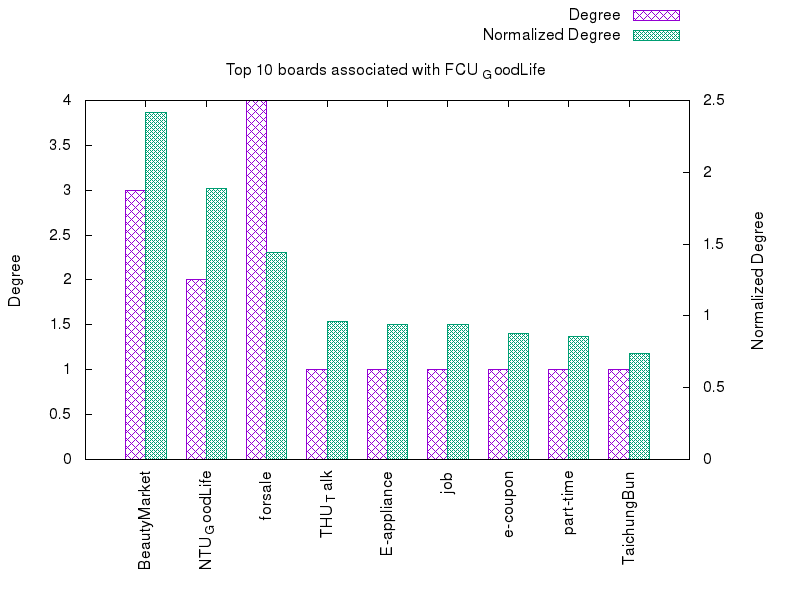 Degree
Normalized Degree
Top 10 boards associated with FCU GoodLife
4
3.5
3
2.5
2
1.5
1
0.5
0
2.5
2
1.5
1
0.5
0
Degree
Normalized Degree
BeautyMarket
NTU GoodLife
forsale
THU Talk
E-appliance
job
e-coupon
part-time
TaichungBun